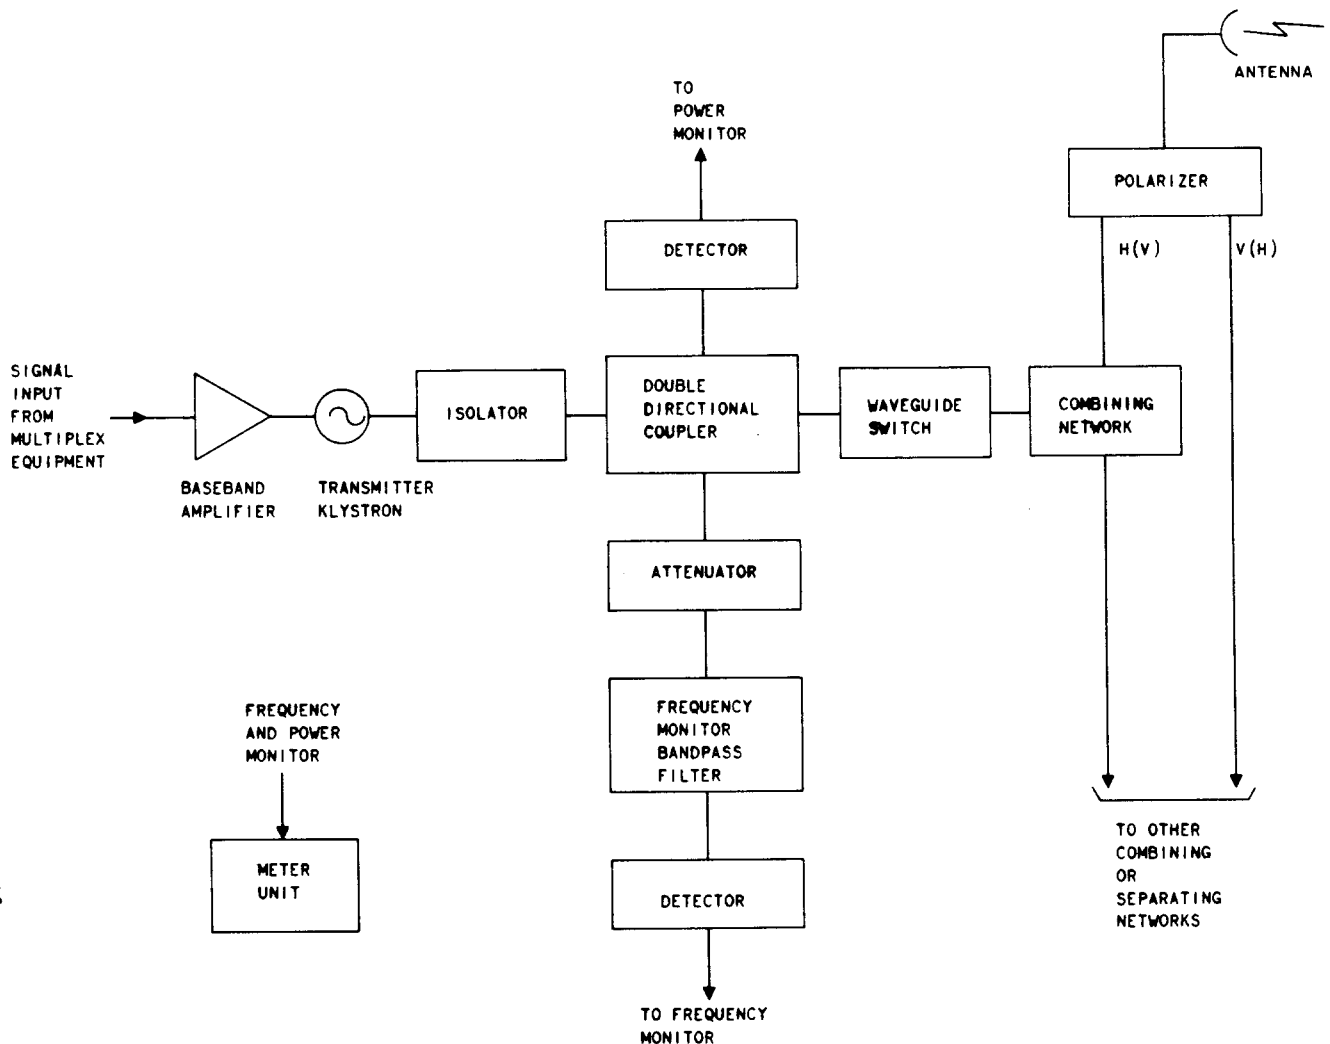 ANTENNA
TO
POWER
MONITOR
POLARIZER
H(V)
V(H)
DETECTOR
SIGNAL
INPUT
FROM
MULTIPLEX
EQUIPMENT
BASEBAND
AMPLIFIER
TRANSMITTER
KLYSTRON
ISOLATOR
DOUBLE
DIRECTIONAL
COUPLER
WAVEGUIDE
SWITCH
COMBINING
NETWORK
ATTENUATOR
FREQUENCY
MONITOR
BANDPASS
FILTER
FREQUENCY
AND POWER
MONITOR
METER
UNIT
DETECTOR
TO OTHER
COMBINING
OR
SEPARATING
NETWORKS
TO FREQUENCY
MONITOR